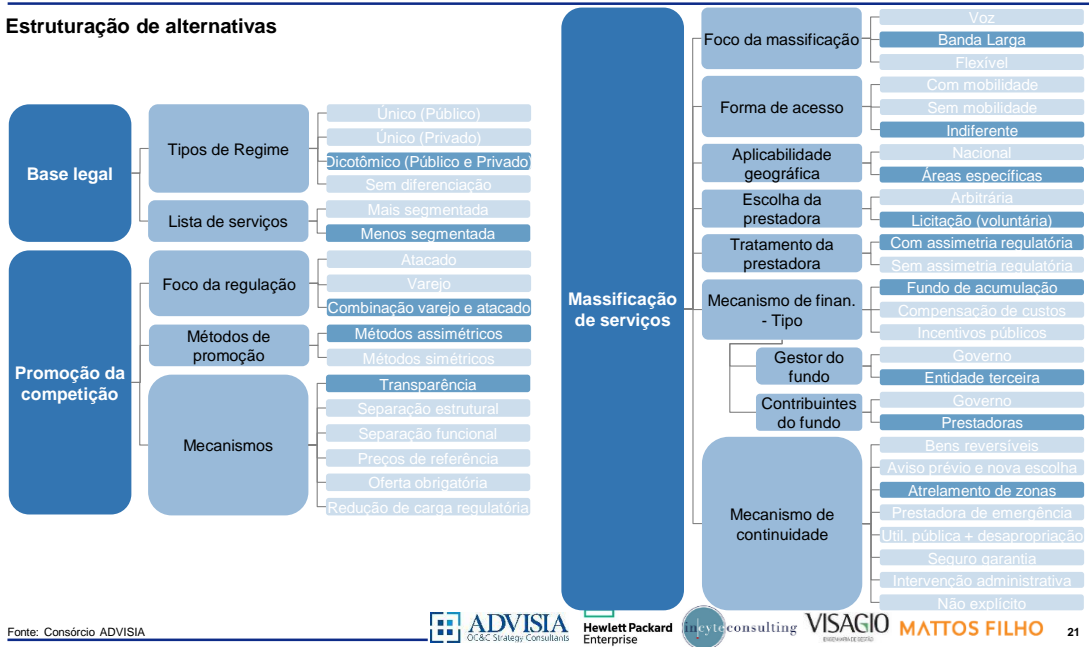 Estruturação de alternativas
Base legal
Tipos de Regime
Único (Público)
Único (Privado)
Dicotômico (Público e Privado)
Sem diferenciação
Lista de serviços
Mais segmentada
Menos segmentada
Promoção da
competição
Foco da regulação
Atacado
Varejo
Combinação varejo e atacado
Métodos de
promoção
Métodos assimétricos
Métodos simétricos
Mecanismos
Transparência
Separação estrutural
Separação funcional
Preços de referência
Oferta obrigatória
Redução de carga regulatória
Massificação
de serviços
Foco da massificação
Voz
Banda Larga
Flexível
Forma de acesso
Com mobilidade
Sem mobilidade
Indiferente
Aplicabilidade
geográfica
Nacional
Áreas específicas
Escolha da
prestadora
Arbitrária
Licitação (voluntária)
Tratamento da
prestadora
Com assimetria regulatória
Sem assimetria regulatória
Mecanismo de finan.
- Tipo
Fundo de acumulação
Compensação de custos
Incentivos públicos
Gestor do
fundo
Governo
Entidade terceira
Contribuintes
do fundo
Governo
Prestadoras
Mecanismo de
continuidade
Bens reversíveis
Aviso prévio e nova escolha
Atrelamento de zonas
Prestadora de emergência
Util. pública + desapropriação
Seguro garantia
Intervenção administrativa
Não explícito
Fonte: Consórcio ADVISIA
ADVISIA
OC&C Strategy Consultants
Hewlett Packard
Enterprise
incyteconsulting
VISAGIO
ENGENHARIA DE GESTÃO
MATTOS FILHO
21